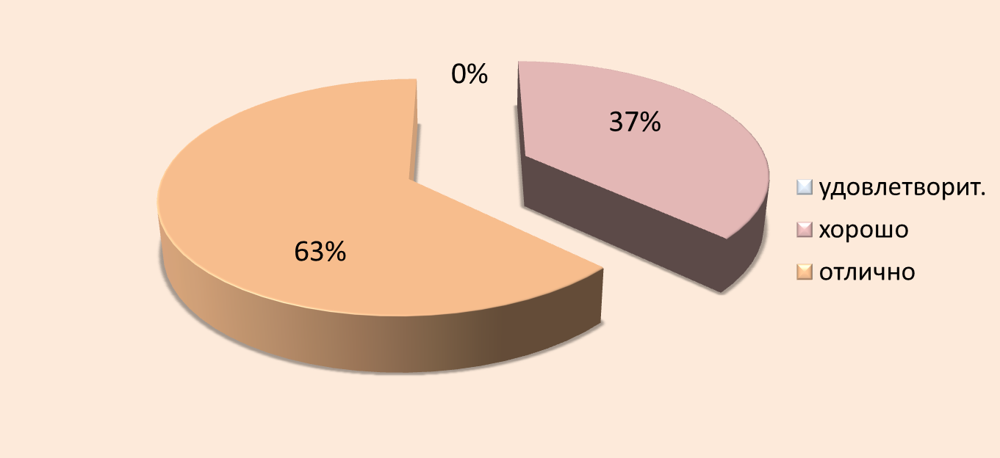 0%
37%
63%
удовлетворит.
хорошо
отлично